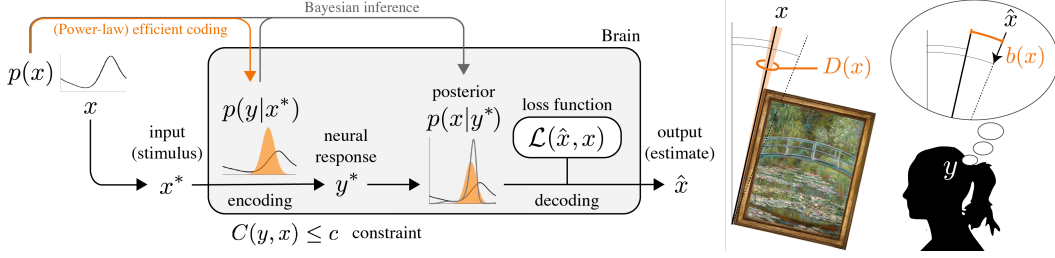 Bayesian inference
(Power-law) efficient coding
Brain
p(x)
x
p(y|x*)
posterior
p(x|y*)
loss function
L(x̂, x)
input
(stimulus)
neural
response
output
(estimate)
x*
encoding
y*
decoding
x̂
C(y, x) ≤ c constraint
x
D(x)
x̂
b(x)
y